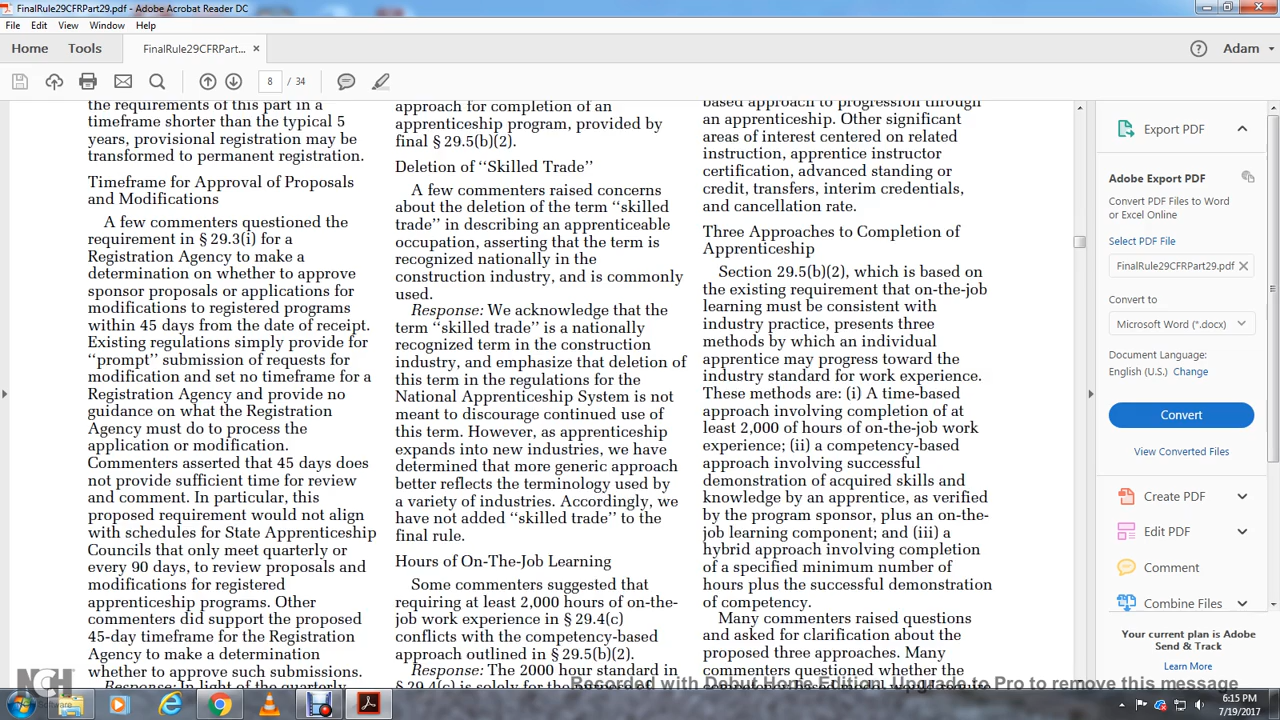 FinalRule29CFRPart29.pdf - Adobe Acrobat Reader DC
File Edit View Window Help
Home Tools FinalRule29CFRPart... × Adam
8 / 34
the requirements of this part in a
timeframe shorter than the typical 5
years, provisional registration may be
transformed to permanent registration.
Timeframe for Approval of Proposals
and Modifications
A few commenters questioned the
requirement in § 29.3(i) for a
Registration Agency to make a
determination on whether to approve
sponsor proposals or applications for
modifications to registered programs
within 45 days from the date of receipt.
Existing regulations simply provide for
‘‘prompt’’ submission of requests for
modification and set no timeframe for a
Registration Agency and provide no
guidance on what the Registration
Agency must do to process the
application or modification.
Commenters asserted that 45 days does
not provide sufficient time for review
and comment. In particular, this
proposed requirement would not align
with schedules for State Apprenticeship
Councils that only meet quarterly or
every 90 days, to review proposals and
modifications for registered
apprenticeship programs. Other
commenters did support the proposed
45-day timeframe for the Registration
Agency to make a determination
whether to approve such submissions.
Response: In light of the quarterly
approach for completion of an
apprenticeship program, provided by
final § 29.5(b)(2).
Deletion of ‘‘Skilled Trade’’
A few commenters raised concerns
about the deletion of the term ‘‘skilled
trade’’ in describing an apprenticeable
occupation, asserting that the term is
recognized nationally in the
construction industry, and is commonly
used.
Response: We acknowledge that the
term ‘‘skilled trade’’ is a nationally
recognized term in the construction
industry, and emphasize that deletion of
this term in the regulations for the
National Apprenticeship System is not
meant to discourage continued use of
this term. However, as apprenticeship
expands into new industries, we have
determined that more generic approach
better reflects the terminology used by
a variety of industries. Accordingly, we
have not added ‘‘skilled trade’’ to the
final rule.
Hours of On-The-Job Learning
Some commenters suggested that
requiring at least 2,000 hours of on-the-
job work experience in § 29.4(c)
conflicts with the competency-based
approach outlined in § 29.5(b)(2).
Response: The 2000 hour standard in
§ 29.4(c) is solely for the purpose of
based approach to progression through
an apprenticeship. Other significant
areas of interest centered on related
instruction, apprentice instructor
certification, advanced standing or
credit, transfers, interim credentials,
and cancellation rate.
Three Approaches to Completion of
Apprenticeship
Section 29.5(b)(2), which is based on
the existing requirement that on-the-job
learning must be consistent with
industry practice, presents three
methods by which an individual
apprentice may progress toward the
industry standard for work experience.
These methods are: (i) A time-based
approach involving completion of at
least 2,000 of hours of on-the-job work
experience; (ii) a competency-based
approach involving successful
demonstration of acquired skills and
knowledge by an apprentice, as verified
by the program sponsor, plus an on-the-
job learning component; and (iii) a
hybrid approach involving completion
of a specified minimum number of
hours plus the successful demonstration
of competency.
Many commenters raised questions
and asked for clarification about the
proposed three approaches. Many
commenters questioned whether the
Export PDF
Adobe Export PDF
Convert PDF Files to Word
or Excel Online
Select PDF File
FinalRule29CFRPart29.pdf ×
Convert to
Microsoft Word (*.docx)
Document Language:
English (U.S.) Change
Convert
View Converted Files
Create PDF
Edit PDF
Comment
Combine Files
Your current plan is Adobe
Send & Track
Learn More
Recorded with Debut Home Edition. Upgrade to Pro to remove this message
NCH
Software
6:15 PM
7/19/2017